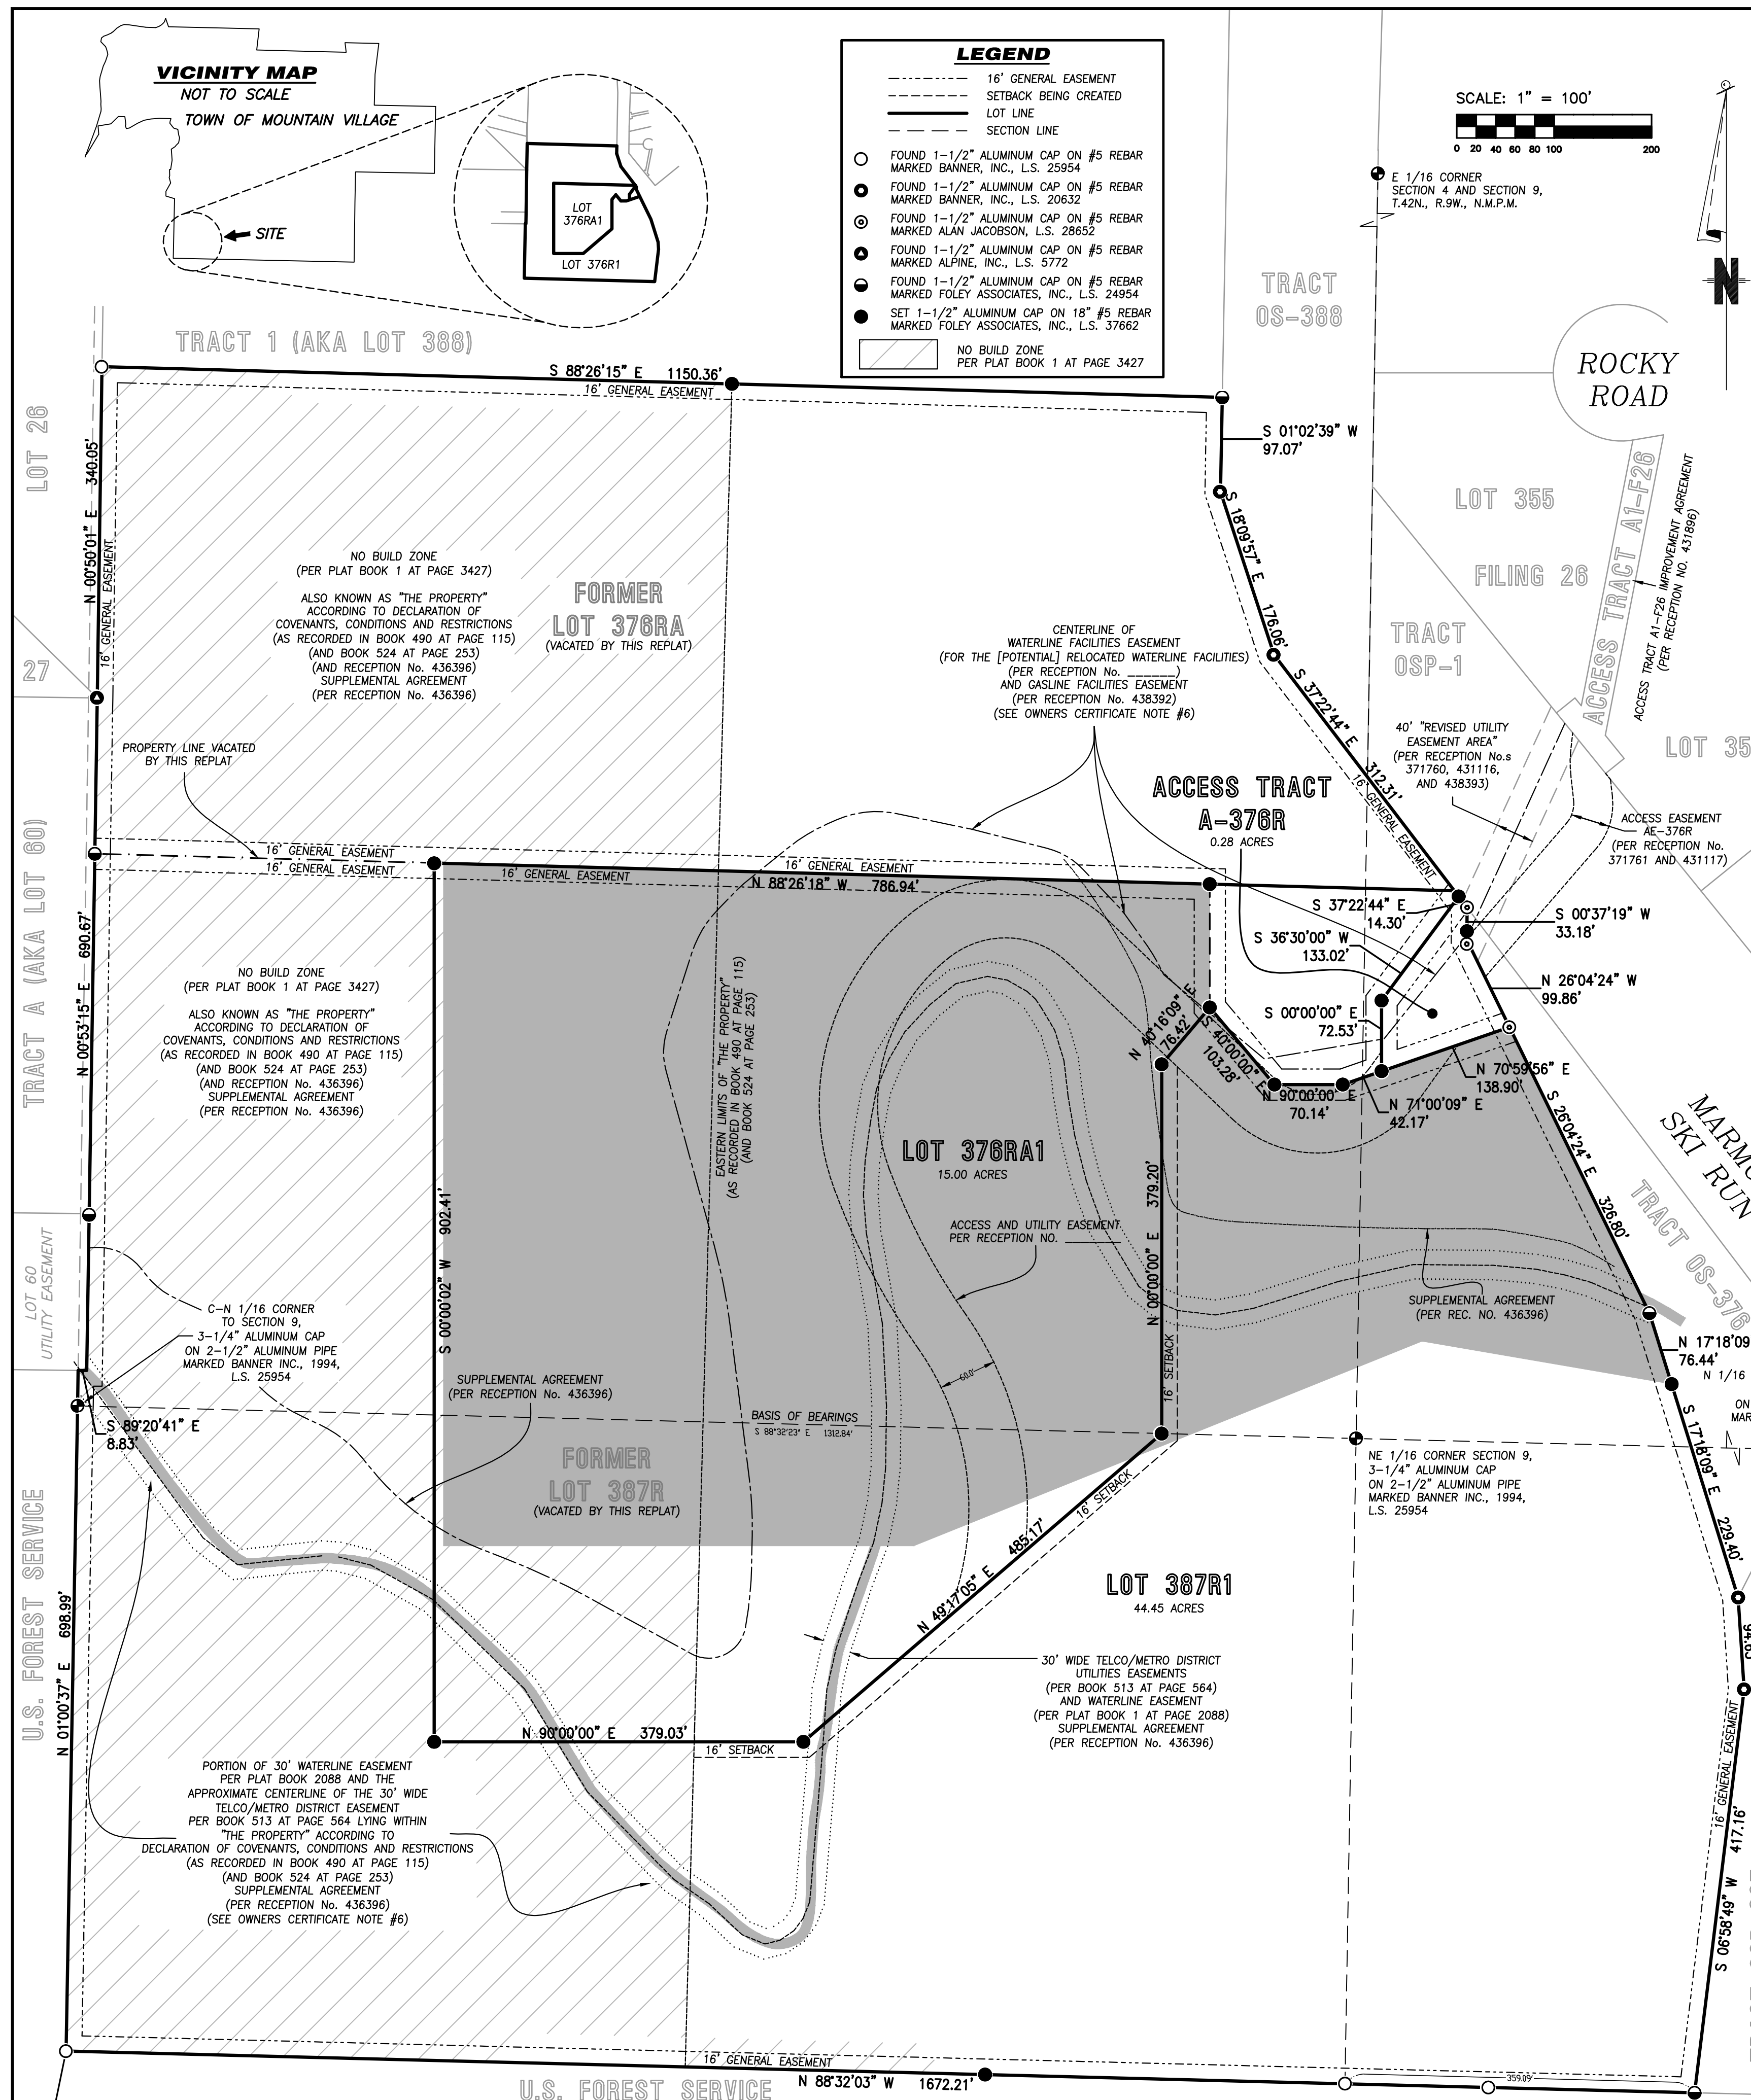 VICINITY MAP
NOT TO SCALE
TOWN OF MOUNTAIN VILLAGE
SITE
LOT
376RA1
LOT 376R1
LEGEND
16' GENERAL EASEMENT
SETBACK BEING CREATED
LOT LINE
SECTION LINE
FOUND 1-1/2" ALUMINUM CAP ON #5 REBAR
MARKED BANNER, INC., L.S. 25954
FOUND 1-1/2" ALUMINUM CAP ON #5 REBAR
MARKED BANNER, INC., L.S. 20632
FOUND 1-1/2" ALUMINUM CAP ON #5 REBAR
MARKED ALAN JACOBSON, L.S. 28652
FOUND 1-1/2" ALUMINUM CAP ON #5 REBAR
MARKED ALPINE, INC., L.S. 5772
FOUND 1-1/2" ALUMINUM CAP ON #5 REBAR
MARKED FOLEY ASSOCIATES, INC., L.S. 24954
SET 1-1/2" ALUMINUM CAP ON 18" #5 REBAR
MARKED FOLEY ASSOCIATES, INC., L.S. 37662
NO BUILD ZONE
PER PLAT BOOK 1 AT PAGE 3427
SCALE: 1" = 100'
0 20 40 60 80 100 200
N
E 1/16 CORNER
SECTION 4 AND SECTION 9,
T.42N., R.9W., N.M.P.M.
TRACT
OS-388
ROCKY
ROAD
TRACT 1 (AKA LOT 388)
S 88°26'15" E 1150.36'
16' GENERAL EASEMENT
LOT 26
N 00°50'01" E 340.05'
16' GENERAL EASEMENT
S 01°02'39" W
97.07'
S 18°09'57" E 176.06'
LOT 355
FILING 26
ACCESS TRACT A1-F26
ACCESS TRACT A1-F26 IMPROVEMENT AGREEMENT
(PER RECEPTION NO. 431896)
NO BUILD ZONE
(PER PLAT BOOK 1 AT PAGE 3427)
ALSO KNOWN AS "THE PROPERTY"
ACCORDING TO DECLARATION OF
COVENANTS, CONDITIONS AND RESTRICTIONS
(AS RECORDED IN BOOK 490 AT PAGE 115)
(AND BOOK 524 AT PAGE 253)
(AND RECEPTION No. 436396)
SUPPLEMENTAL AGREEMENT
(PER RECEPTION No. 436396)
FORMER
LOT 376RA
(VACATED BY THIS REPLAT)
CENTERLINE OF
WATERLINE FACILITIES EASEMENT
(FOR THE [POTENTIAL] RELOCATED WATERLINE FACILITIES)
(PER RECEPTION No. ______)
AND GASLINE FACILITIES EASEMENT
(PER RECEPTION No. 438392)
(SEE OWNERS CERTIFICATE NOTE #6)
TRACT
OSP-1
27
S 37°22'44" E 312.31'
16' GENERAL EASEMENT
40' "REVISED UTILITY
EASEMENT AREA"
(PER RECEPTION No.s
371760, 431116,
AND 438393)
LOT 35
PROPERTY LINE VACATED
BY THIS REPLAT
ACCESS TRACT
A-376R
0.28 ACRES
ACCESS EASEMENT
AE-376R
(PER RECEPTION No.
371761 AND 431117)
16' GENERAL EASEMENT
16' GENERAL EASEMENT
16' GENERAL EASEMENT
16' GENERAL EASEMENT
N 88°26'18" W 786.94'
S 37°22'44" E
14.30'
S 00°37'19" W
33.18'
S 36°30'00" W
133.02'
N 26°04'24" W
99.86'
TRACT A (AKA LOT 60)
N 00°53'15" E 690.67'
NO BUILD ZONE
(PER PLAT BOOK 1 AT PAGE 3427)
ALSO KNOWN AS "THE PROPERTY"
ACCORDING TO DECLARATION OF
COVENANTS, CONDITIONS AND RESTRICTIONS
(AS RECORDED IN BOOK 490 AT PAGE 115)
(AND BOOK 524 AT PAGE 253)
(AND RECEPTION No. 436396)
SUPPLEMENTAL AGREEMENT
(PER RECEPTION No. 436396)
EASTERN LIMITS OF "THE PROPERTY"
(AS RECORDED IN BOOK 490 AT PAGE 115)
(AND BOOK 524 AT PAGE 253)
S 00°00'00" E
72.53'
N 40°16'09" E
76.42'
S 40°00'00" E
103.28'
N 90°00'00" E
70.14'
N 71°00'09" E
42.17'
N 70°59'56" E
138.90'
S 26°04'24" E 326.80'
SKI RUN
TRACT OS-376
LOT 376RA1
15.00 ACRES
S 00°00'02" W 902.41'
ACCESS AND UTILITY EASEMENT
PER RECEPTION NO. ________
N 00°00'00" E 379.20'
16' SETBACK
SUPPLEMENTAL AGREEMENT
(PER REC. NO. 436396)
LOT 60
UTILITY EASEMENT
C-N 1/16 CORNER
TO SECTION 9,
3-1/4" ALUMINUM CAP
ON 2-1/2" ALUMINUM PIPE
MARKED BANNER INC., 1994,
L.S. 25954
S 89°20'41" E
8.83'
SUPPLEMENTAL AGREEMENT
(PER RECEPTION No. 436396)
60.0'
N 17°18'09
76.44'
N 1/16
ON
MAR
BASIS OF BEARINGS
S 88°32'23" E 1312.84'
FORMER
LOT 387R
(VACATED BY THIS REPLAT)
NE 1/16 CORNER SECTION 9,
3-1/4" ALUMINUM CAP
ON 2-1/2" ALUMINUM PIPE
MARKED BANNER INC., 1994,
L.S. 25954
S 17°18'09" E 229.40'
16' SETBACK
N 49°17'05" E 485.17'
LOT 387R1
44.45 ACRES
U.S. FOREST SERVICE
N 01°00'37" E 698.99'
30' WIDE TELCO/METRO DISTRICT
UTILITIES EASEMENTS
(PER BOOK 513 AT PAGE 564)
AND WATERLINE EASEMENT
(PER PLAT BOOK 1 AT PAGE 2088)
SUPPLEMENTAL AGREEMENT
(PER RECEPTION No. 436396)
N 90°00'00" E 379.03'
16' SETBACK
PORTION OF 30' WATERLINE EASEMENT
PER PLAT BOOK 2088 AND THE
APPROXIMATE CENTERLINE OF THE 30' WIDE
TELCO/METRO DISTRICT EASEMENT
PER BOOK 513 AT PAGE 564 LYING WITHIN
"THE PROPERTY" ACCORDING TO
DECLARATION OF COVENANTS, CONDITIONS AND RESTRICTIONS
(AS RECORDED IN BOOK 490 AT PAGE 115)
(AND BOOK 524 AT PAGE 253)
SUPPLEMENTAL AGREEMENT
(PER RECEPTION No. 436396)
(SEE OWNERS CERTIFICATE NOTE #6)
16' GENERAL EASEMENT
S 06°58'49" W 417.16'
16' GENERAL EASEMENT
N 88°32'03" W 1672.21'
359.09'
U.S. FOREST SERVICE